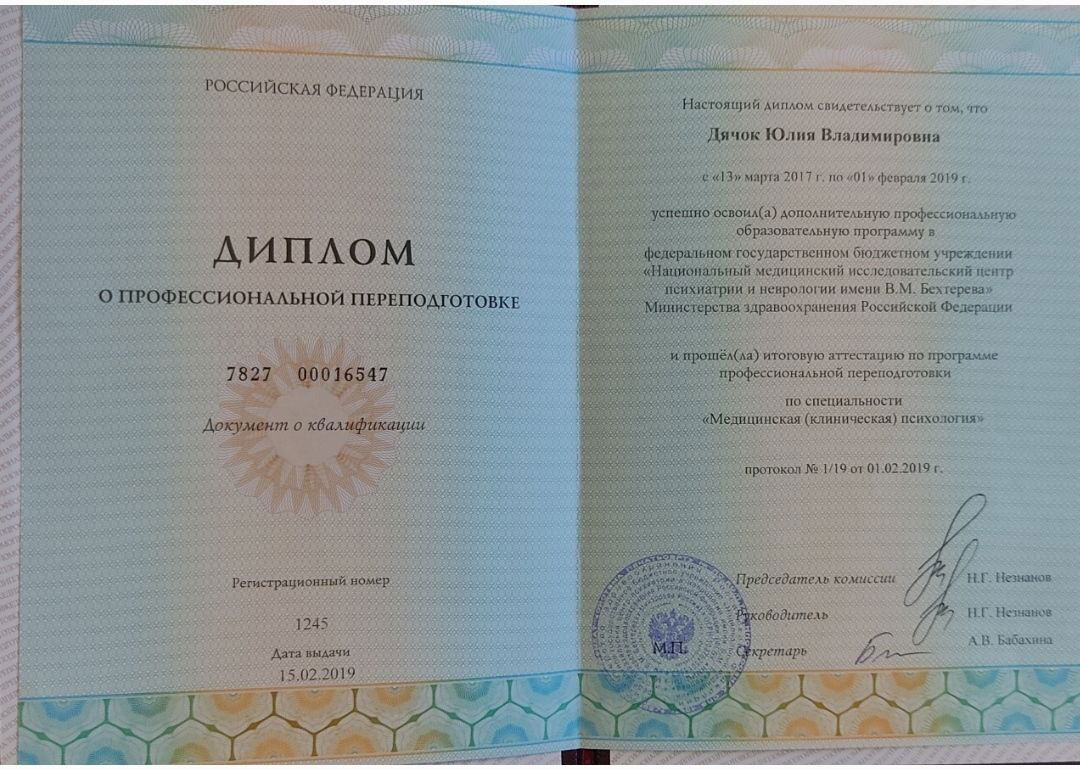 РОССИЙСКАЯ ФЕДЕРАЦИЯ
ДИПЛОМ
О ПРОФЕССИОНАЛЬНОЙ ПЕРЕПОДГОТОВКЕ
7827 00016547
Документ о квалификации
Регистрационный номер
1245
Дата выдачи
15.02.2019
Настоящий диплом свидетельствует о том, что
Дячок Юлия Владимировна
с «13» марта 2017 г. по «01» февраля 2019 г.
успешно освоил(а) дополнительную профессиональную
образовательную программу в
федеральном государственном бюджетном учреждении
«Национальный медицинский исследовательский центр
психиатрии и неврологии имени В.М. Бехтерева»
Министерства здравоохранения Российской Федерации
и прошёл(ла) итоговую аттестацию по программе
профессиональной переподготовки
по специальности
«Медицинская (клиническая) психология»
протокол № 1/19 от 01.02.2019 г.
Председатель комиссии Н.Г. Незнанов
Руководитель Н.Г. Незнанов
М.П. Секретарь А.В. Бабахина